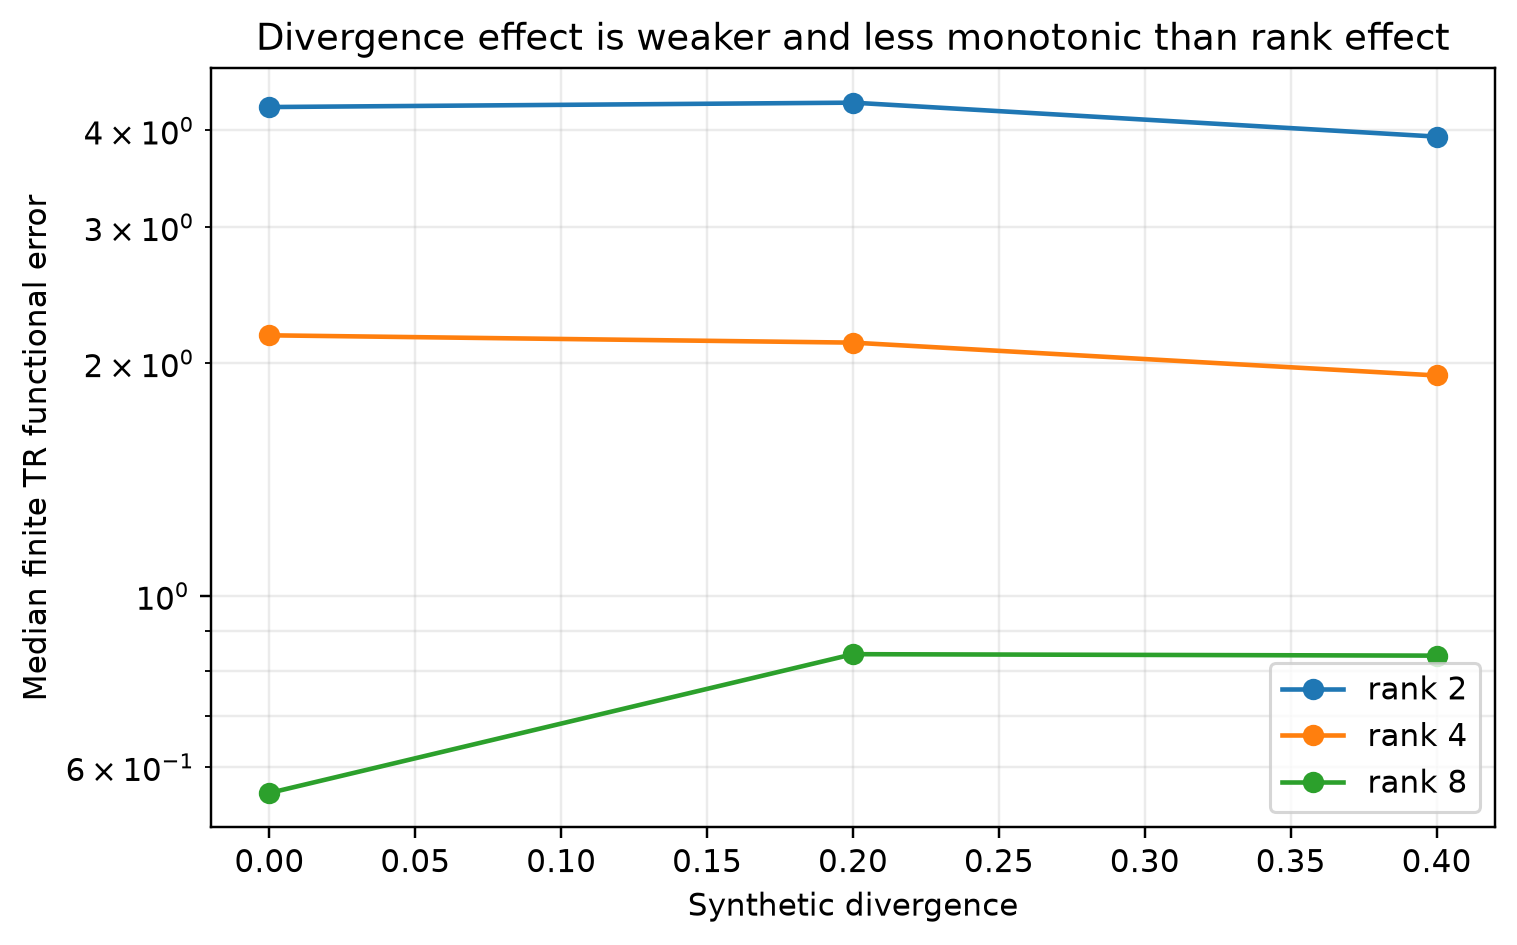 Divergence effect is weaker and less monotonic than rank effect
Median finite TR functional error
4 × 10⁰
3 × 10⁰
2 × 10⁰
10⁰
6 × 10⁻¹
rank 2
rank 4
rank 8
0.00 0.05 0.10 0.15 0.20 0.25 0.30 0.35 0.40
Synthetic divergence